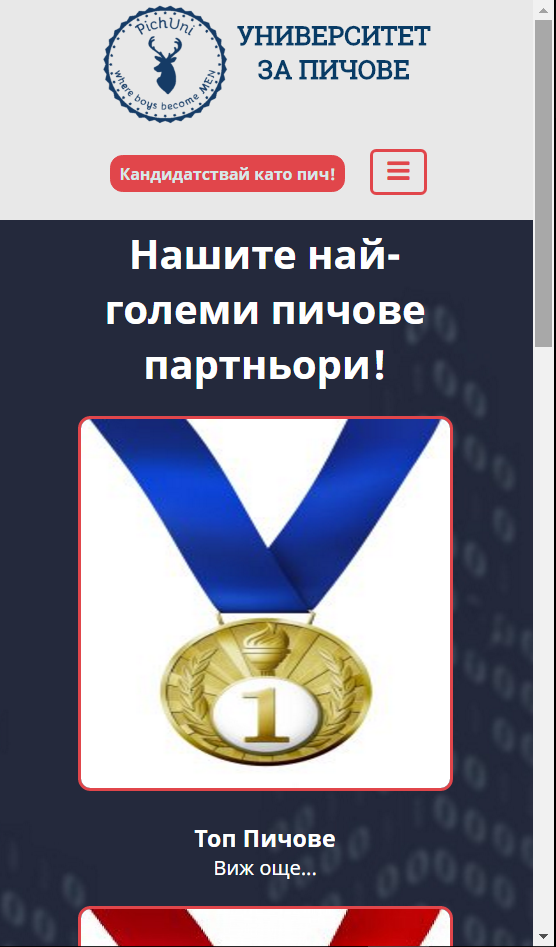 PichUni
where boys become MEN
УНИВЕРСИТЕТ
ЗА ПИЧОВЕ
Кандидатствай като пич!
Нашите най-
големи пичове
партньори!
1
Топ Пичове
Виж още...